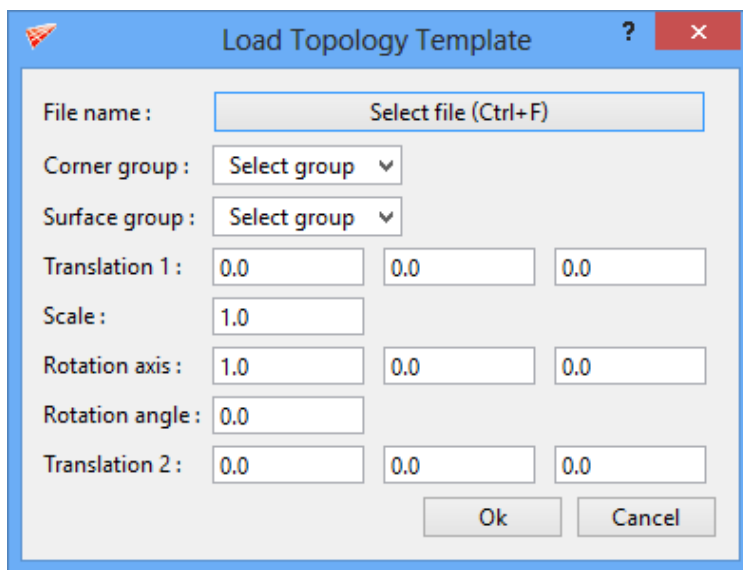 Load Topology Template ?
File name : Select file (Ctrl+F)
Corner group : Select group
Surface group : Select group
Translation 1 : 0.0 0.0 0.0
Scale : 1.0
Rotation axis : 1.0 0.0 0.0
Rotation angle : 0.0
Translation 2 : 0.0 0.0 0.0
Ok Cancel